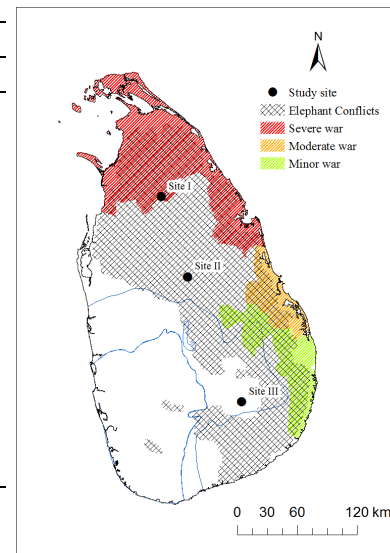 N
Study site
Elephant Conflicts
Severe war
Moderate war
Minor war
Site I
Site II
Site III
0 30 60 120 km